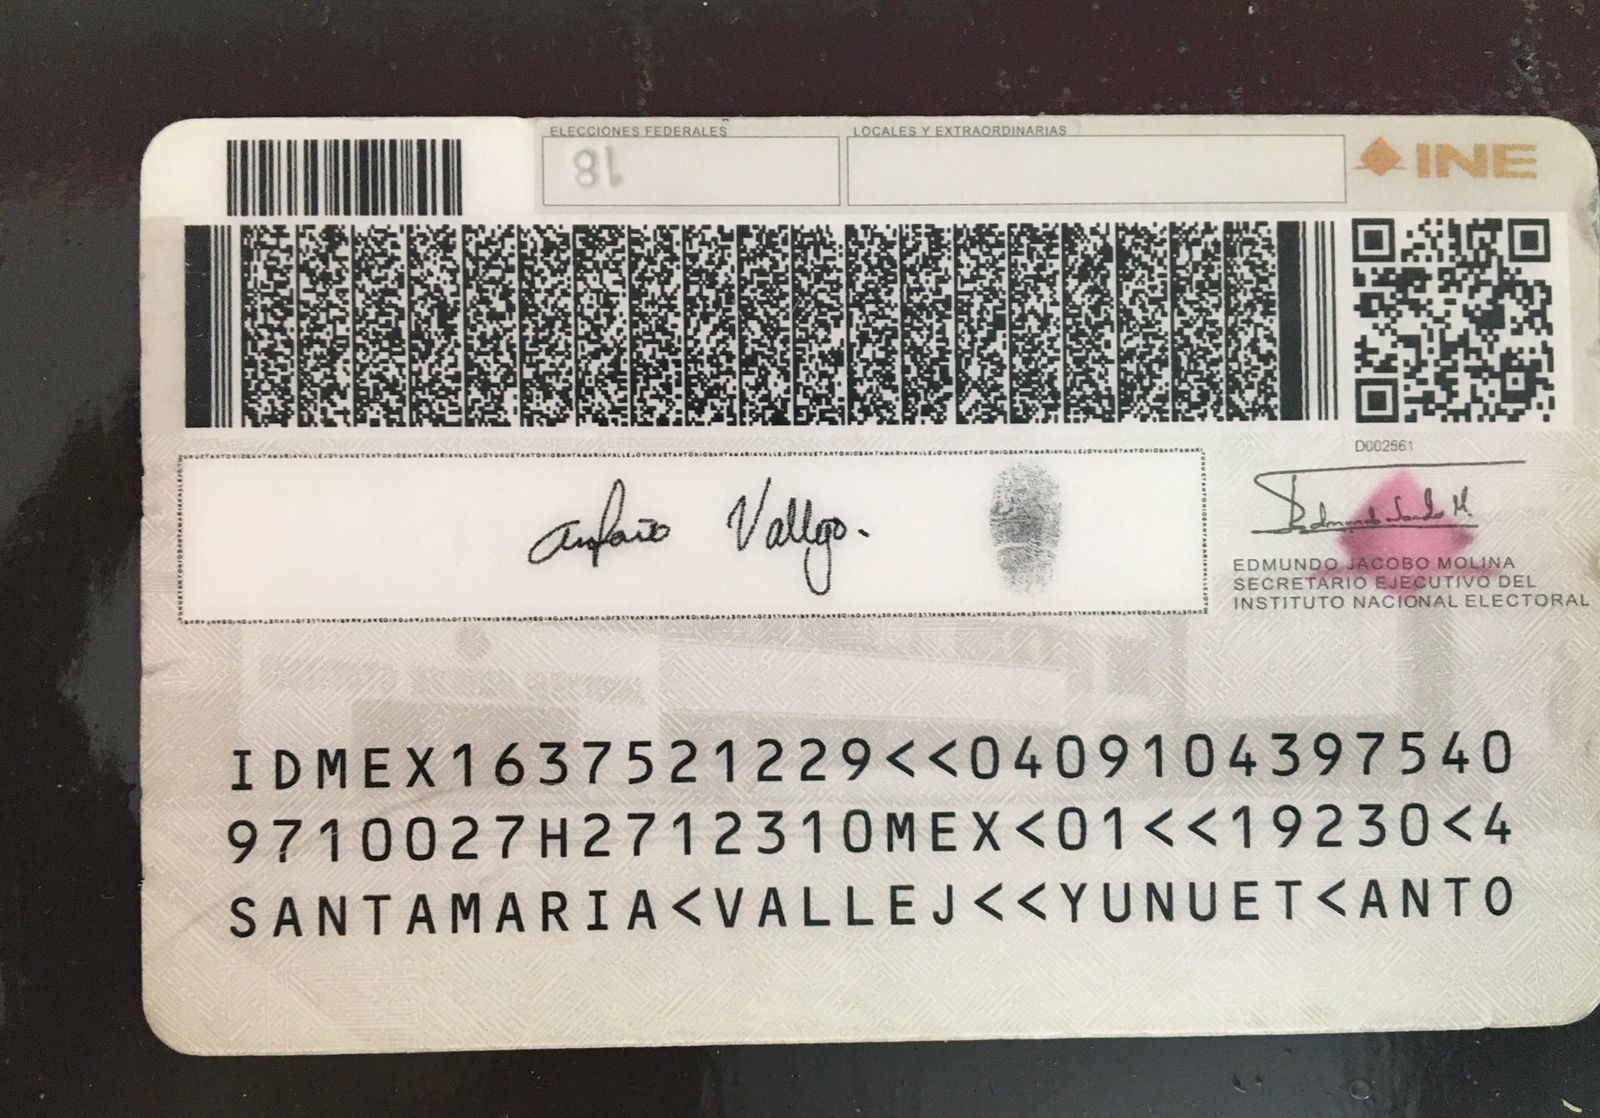 ELECCIONES FEDERALES
LOCALES Y EXTRAORDINARIAS
INE
18
D002561
Vallejo.
EDMUNDO JACOBO MOLINA
SECRETARIO EJECUTIVO DEL
INSTITUTO NACIONAL ELECTORAL
IDMEX1637521229<<0409104397540
9710027H2712310MEX<01<<19230<4
SANTAMARIA<VALLEJ<<YUNUET<ANTO